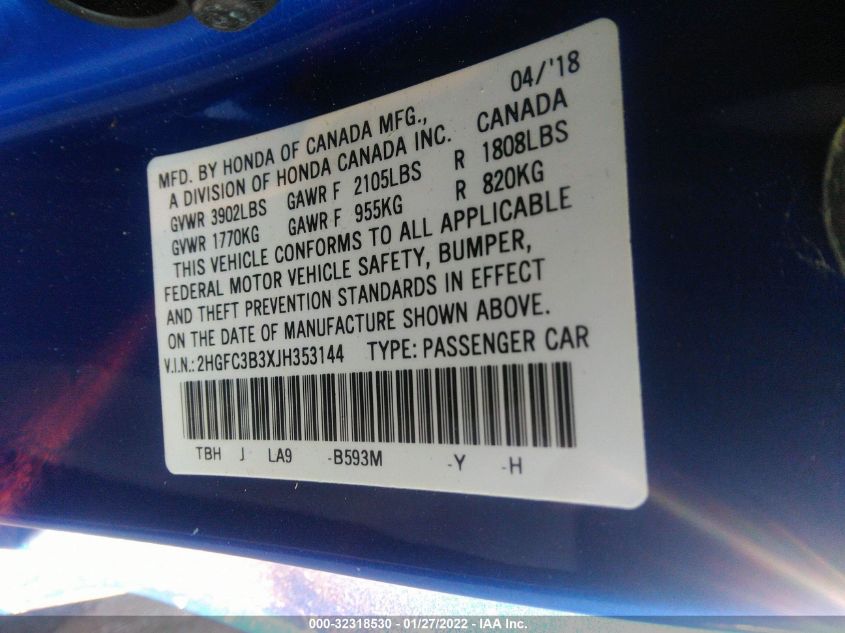 04/'18
MFD. BY HONDA OF CANADA MFG.,
A DIVISION OF HONDA CANADA INC. CANADA
GVWR 3902LBS GAWR F 2105LBS R 1808LBS
GVWR 1770KG GAWR F 955KG R 820KG
THIS VEHICLE CONFORMS TO ALL APPLICABLE
FEDERAL MOTOR VEHICLE SAFETY, BUMPER,
AND THEFT PREVENTION STANDARDS IN EFFECT
ON THE DATE OF MANUFACTURE SHOWN ABOVE.
V.I.N.: 2HGFC3B3XJH353144 TYPE: PASSENGER CAR
TBH J LA9 -B593M -Y -H
000-32318530 - 01/27/2022 - IAA Inc.